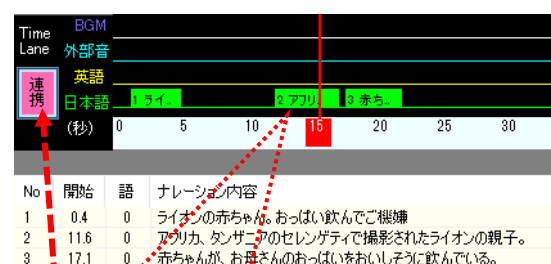 Time Lane
BGM
外部音
英語
連携
日本語
1 ライ..
2 アフリ..
3 赤ち..
(秒) 0 5 10 15 20 25 30
No 開始 語 ナレーション内容
1 0.4 0 ライオンの赤ちゃん。おっぱい飲んでご機嫌
2 11.6 0 アフリカ、タンザニアのセレンゲティで撮影されたライオンの親子。
3 17.1 0 赤ちゃんが、お母さんのおっぱいをおいしそうに飲んでいる。